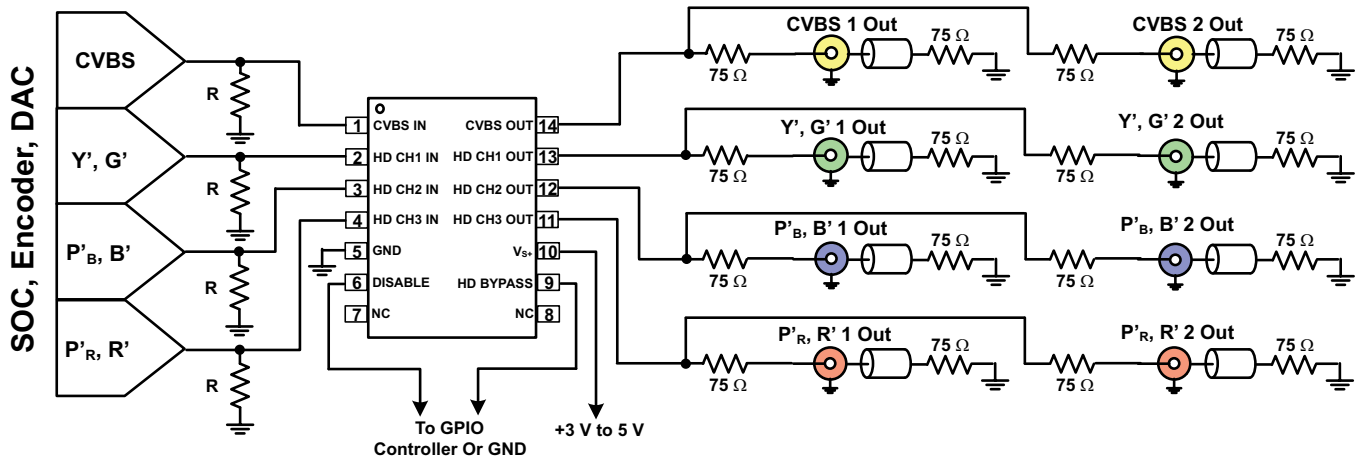 SOC, Encoder, DAC
CVBS
Y', G'
P'B, B'
P'R, R'
R
R
R
R
1 CVBS IN
2 HD CH1 IN
3 HD CH2 IN
4 HD CH3 IN
5 GND
6 DISABLE
7 NC
CVBS OUT 14
HD CH1 OUT 13
HD CH2 OUT 12
HD CH3 OUT 11
VS+ 10
HD BYPASS 9
NC 8
To GPIO
Controller Or GND
+3 V to 5 V
CVBS 1 Out
75 Ω
75 Ω
CVBS 2 Out
75 Ω
75 Ω
Y', G' 1 Out
75 Ω
75 Ω
Y', G' 2 Out
75 Ω
75 Ω
P'B, B' 1 Out
75 Ω
75 Ω
P'B, B' 2 Out
75 Ω
75 Ω
P'R, R' 1 Out
75 Ω
75 Ω
P'R, R' 2 Out
75 Ω
75 Ω